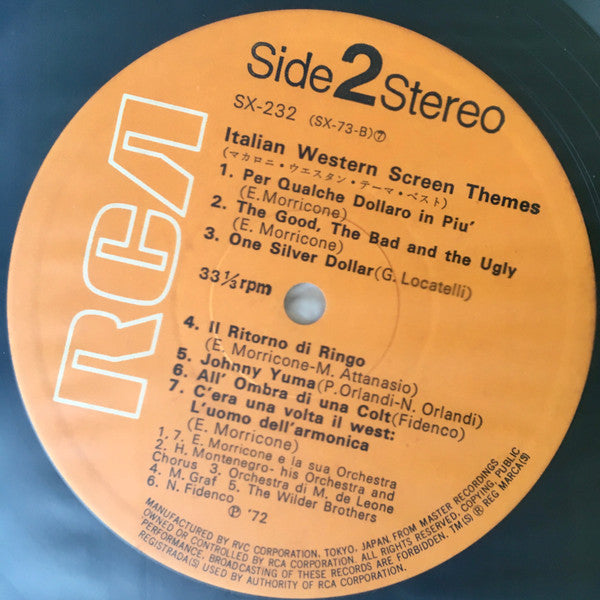 RCA
Side 2 Stereo
SX-232 (SX-73-B)⑦
Italian Western Screen Themes
(マカロニ・ウエスタン・テーマ・ベスト)
1. Per Qualche Dollaro in Piu'
(E.Morricone)
2. The Good, The Bad and the Ugly
(E. Morricone)
3. One Silver Dollar(G. Locatelli)
33 1/3 rpm
4. Il Ritorno di Ringo
(E. Morricone-M. Attanasio)
5. Johnny Yuma(P.Orlandi-N. Orlandi)
6. All' Ombra di una Colt(Fidenco)
7. C'era una volta il west:
L'uomo dell'armonica
(E. Morricone)
1. 7. E. Morricone e la sua Orchestra
2. H. Montenegro- his Orchestra and
Chorus 3. Orchestra di M. de Leone
4. M. Graf 5. The Wilder Brothers
6. N. Fidenco
Ⓟ '72
MANUFACTURED BY RVC CORPORATION, TOKYO, JAPAN FROM MASTER RECORDINGS
OWNED OR CONTROLLED BY RCA CORPORATION. ALL RIGHTS RESERVED, COPYING, PUBLIC
PERFORMANCE, BROADCASTING OF THESE RECORDS ARE FORBIDDEN. TM(S) ® REG MARCA(S)
REGISTRADA(S) USED BY AUTHORITY OF RCA CORPORATION.